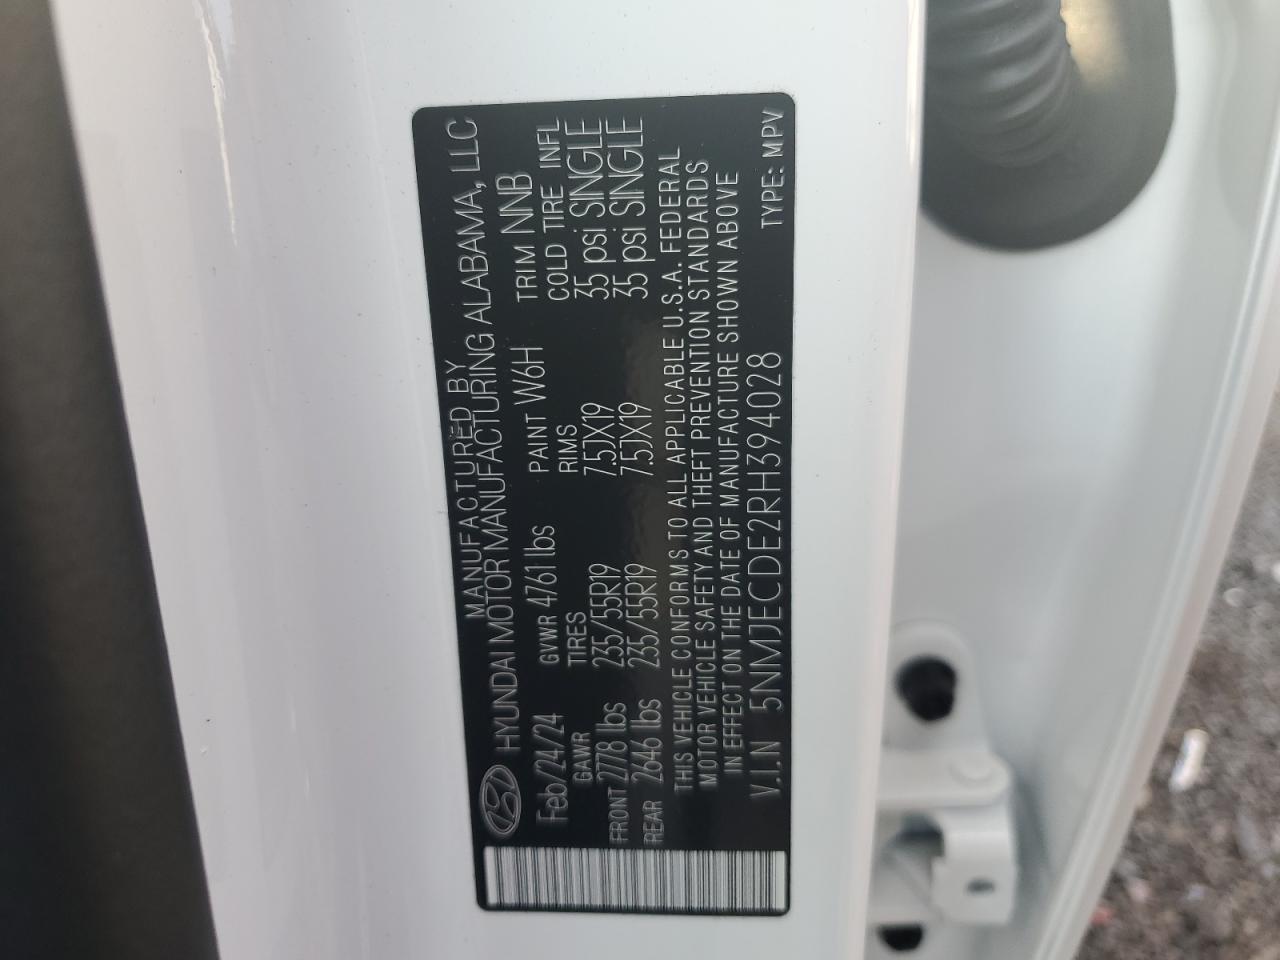 MANUFACTURED BY
HYUNDAI MOTOR MANUFACTURING ALABAMA, LLC
Feb/24/24 GVWR 4761 lbs PAINT W6H TRIM NNB
GAWR TIRES RIMS COLD TIRE INFL
FRONT 2778 lbs 235/55R19 7.5JX19 35 psi SINGLE
REAR 2646 lbs 235/55R19 7.5JX19 35 psi SINGLE
THIS VEHICLE CONFORMS TO ALL APPLICABLE U.S.A. FEDERAL
MOTOR VEHICLE SAFETY AND THEFT PREVENTION STANDARDS
IN EFFECT ON THE DATE OF MANUFACTURE SHOWN ABOVE
V.I.N 5NMJECDE2RH394028 TYPE: MPV